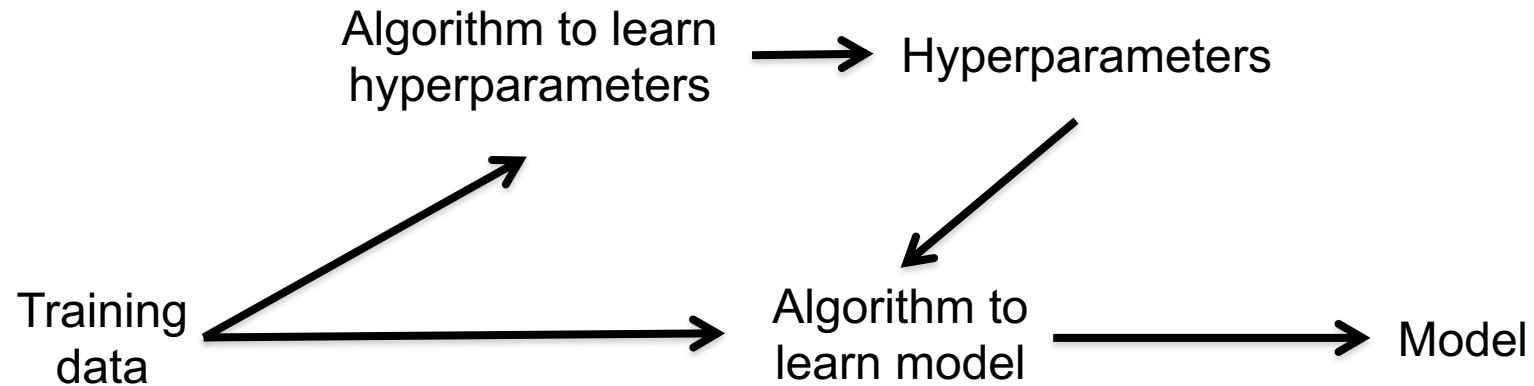 Algorithm to learn
hyperparameters
Hyperparameters
Training
data
Algorithm to
learn model
Model